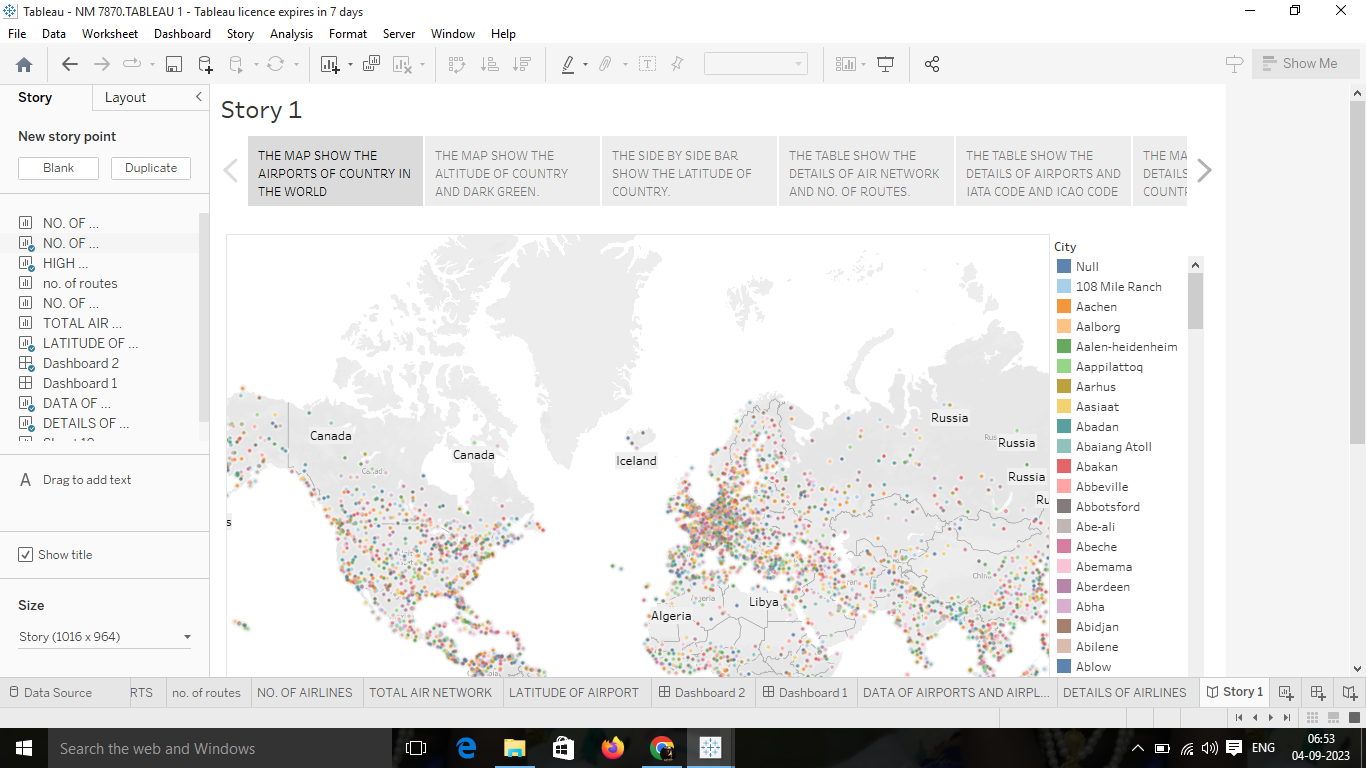 Tableau - NM 7870.TABLEAU 1 - Tableau licence expires in 7 days
File Data Worksheet Dashboard Story Analysis Format Server Window Help
Show Me
Story Layout
New story point
Blank Duplicate
NO. OF ...
NO. OF ...
HIGH ...
no. of routes
NO. OF ...
TOTAL AIR ...
LATITUDE OF ...
Dashboard 2
Dashboard 1
DATA OF ...
DETAILS OF ...
A Drag to add text
Show title
Size
Story (1016 x 964)
Story 1
THE MAP SHOW THE
AIRPORTS OF COUNTRY IN
THE WORLD
THE MAP SHOW THE
ALTITUDE OF COUNTRY
AND DARK GREEN.
THE SIDE BY SIDE BAR
SHOW THE LATITUDE OF
COUNTRY.
THE TABLE SHOW THE
DETAILS OF AIR NETWORK
AND NO. OF ROUTES.
THE TABLE SHOW THE
DETAILS OF AIRPORTS AND
IATA CODE AND ICAO CODE
THE MA
DETAILS
COUNTR
Russia
Canada
Russia
Canada
Iceland
Russia
Ru
s
Libya
Algeria
City
Null
108 Mile Ranch
Aachen
Aalborg
Aalen-heidenheim
Aappilattoq
Aarhus
Aasiaat
Abadan
Abaiang Atoll
Abakan
Abbeville
Abbotsford
Abe-ali
Abeche
Abemama
Aberdeen
Abha
Abidjan
Abilene
Ablow
Data Source RTS no. of routes NO. OF AIRLINES TOTAL AIR NETWORK LATITUDE OF AIRPORT Dashboard 2 Dashboard 1 DATA OF AIRPORTS AND AIRPL... DETAILS OF AIRLINES Story 1
Search the web and Windows
ENG
06:53
04-09-2023